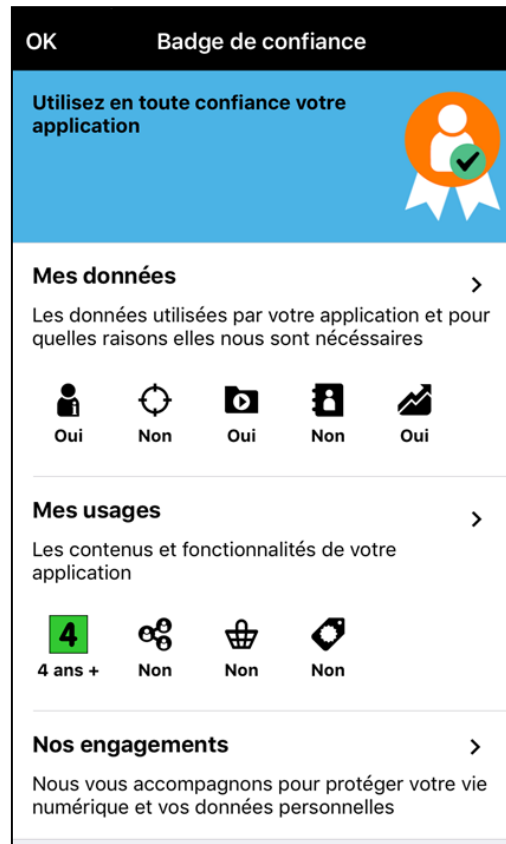 OK Badge de confiance
Utilisez en toute confiance votre
application
Mes données
Les données utilisées par votre application et pour
quelles raisons elles nous sont nécéssaires
Oui Non Oui Non Oui
Mes usages
Les contenus et fonctionnalités de votre
application
4
4 ans + Non Non Non
Nos engagements
Nous vous accompagnons pour protéger votre vie
numérique et vos données personnelles